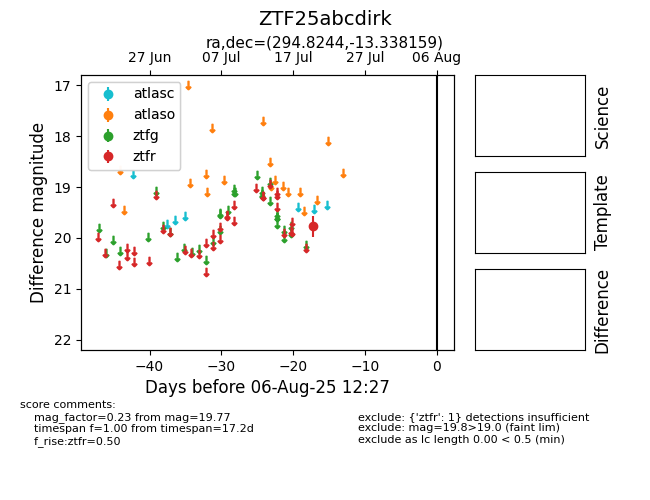 ZTF25abcdirk
ra,dec=(294.8244,-13.338159)
27 Jun 07 Jul 17 Jul 27 Jul 06 Aug
atlasc
atlaso
ztfg
ztfr
17
18
19
20
21
22
Difference magnitude
−40 −30 −20 −10 0
Days before 06-Aug-25 12:27
Science
Template
Difference
score comments:
mag_factor=0.23 from mag=19.77
timespan f=1.00 from timespan=17.2d
f_rise:ztfr=0.50
exclude: {'ztfr': 1} detections insufficient
exclude: mag=19.8>19.0 (faint lim)
exclude as lc length 0.00 < 0.5 (min)